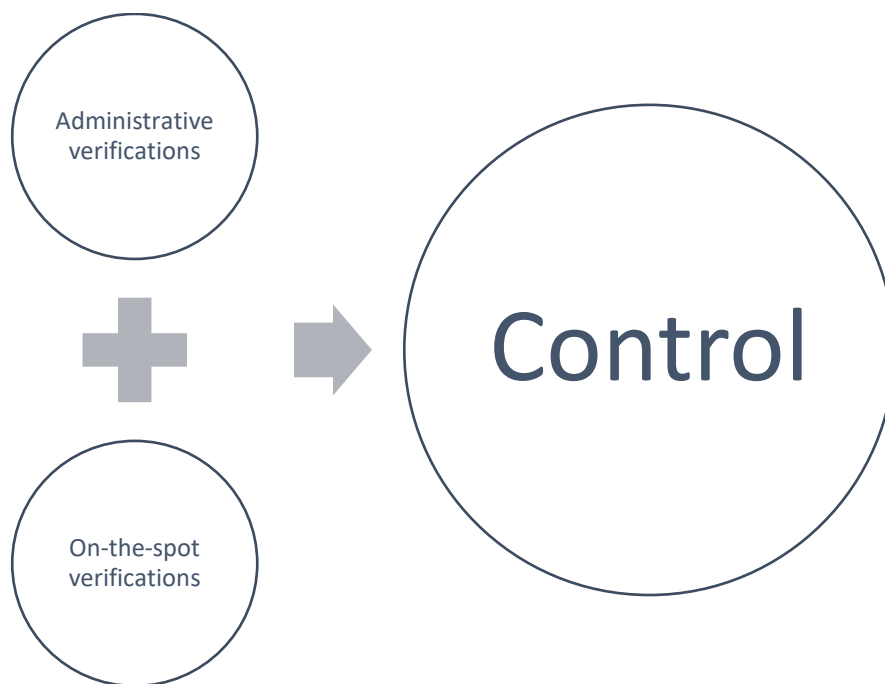 Administrative
verifications
On-the-spot
verifications
Control